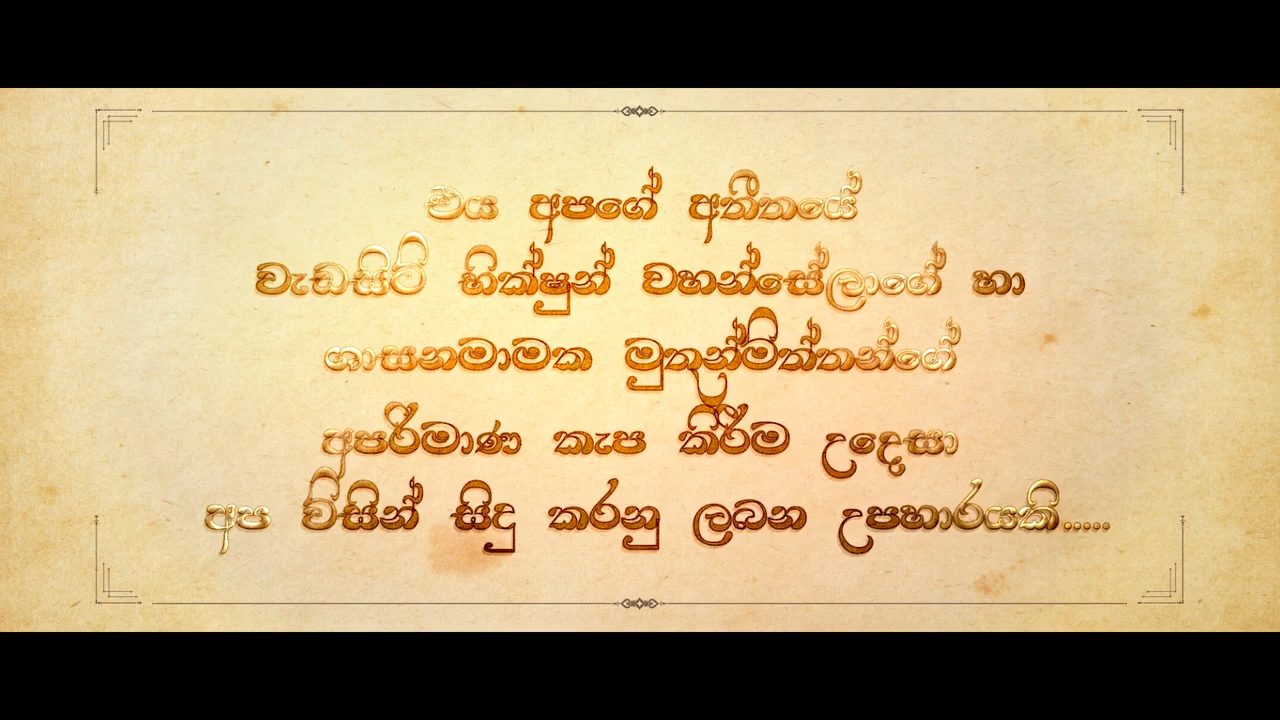 එය අපගේ අතීතයේ
වැඩසිටි භික්ෂුන් වහන්සේලාගේ හා
ශාසනමාමක මුතුන්මිත්තන්ගේ
අපරිමාණ කැප කිරීම උදෙසා
අප විසින් සිදු කරනු ලබන උපහාරයකි.....